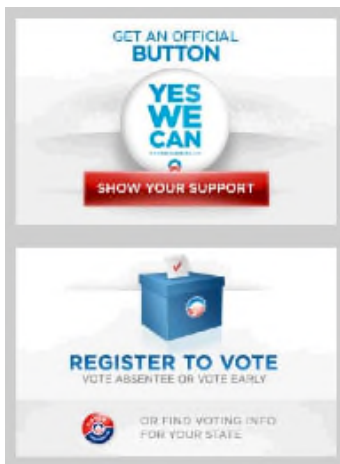 GET AN OFFICIAL
BUTTON
YES
WE
CAN
SHOW YOUR SUPPORT
REGISTER TO VOTE
VOTE ABSENTEE OR VOTE EARLY
OR FIND VOTING INFO
FOR YOUR STATE